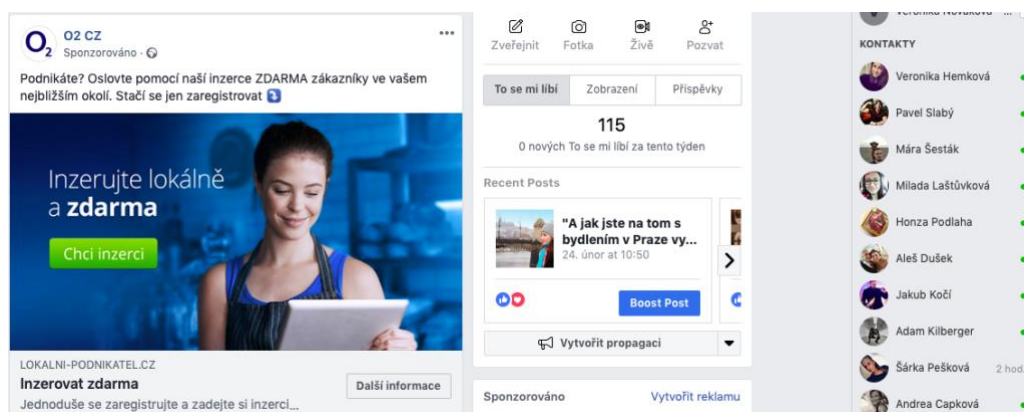 O2
O2 CZ
Sponzorováno ·
Podnikáte? Oslovte pomocí naší inzerce ZDARMA zákazníky ve vašem
nejbližším okolí. Stačí se jen zaregistrovat
Inzerujte lokálně
a zdarma
Chci inzerci
LOKALNI-PODNIKATEL.CZ
Inzerovat zdarma
Jednoduše se zaregistrujte a zadejte si inzerci...
Další informace
Zveřejnit Fotka Živě Pozvat
To se mi líbí Zobrazení Příspěvky
115
0 nových To se mi líbí za tento týden
Recent Posts
"A jak jste na tom s
bydlením v Praze vy...
24. únor at 10:50
Boost Post
Vytvořit propagaci
Sponzorováno Vytvořit reklamu
Veronika Nováková ...
KONTAKTY
Veronika Hemková
Pavel Slabý
Mára Šesták
Milada Laštůvková
Honza Podlaha
Aleš Dušek
Jakub Kočí
Adam Kilberger
Šárka Pešková 2 hod.
Andrea Capková